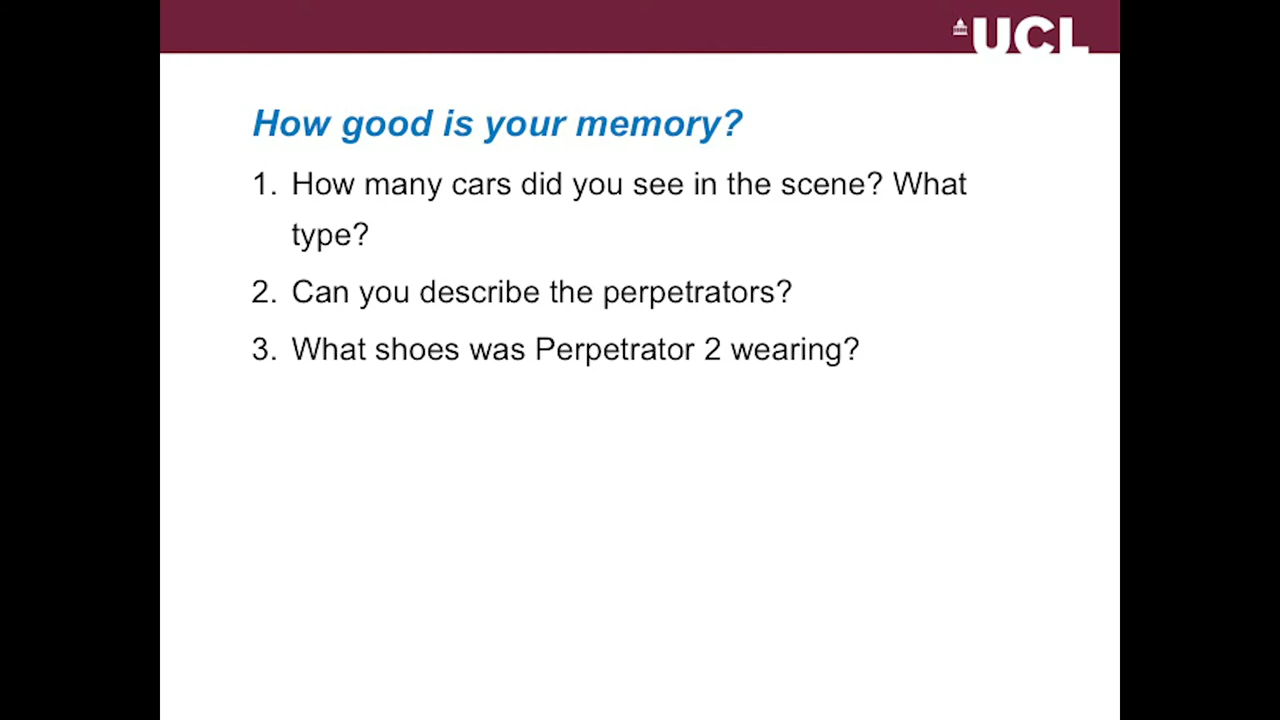 UCL
How good is your memory?
1. How many cars did you see in the scene? What
type?
2. Can you describe the perpetrators?
3. What shoes was Perpetrator 2 wearing?